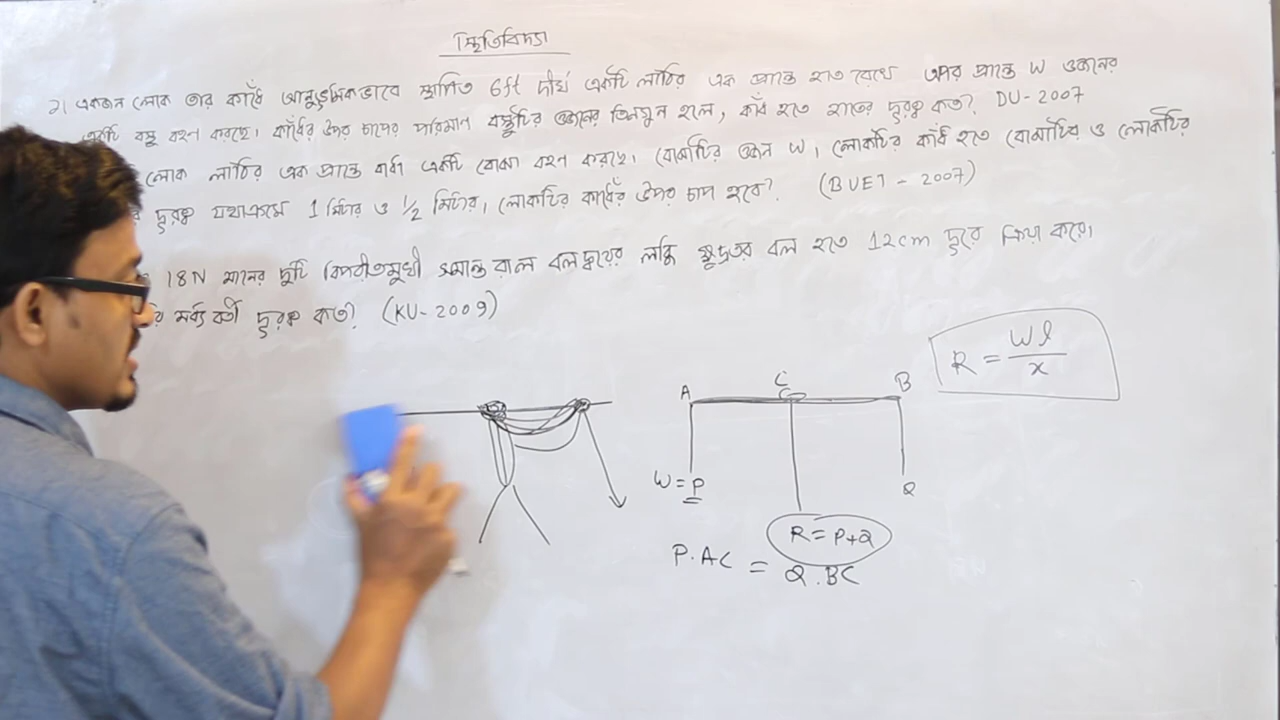 স্থিতিবিদ্যা
২। একজন লোক তার কাঁধে আনুভূমিকভাবে স্থাপিত 6ft দীর্ঘ একটি লাঠির এক প্রান্তে হাত রেখে অপর প্রান্তে W ওজনের
একটি বস্তু বহন করছে। কাঁধের উপর চাপের পরিমান বস্তুটির ওজনের তিনগুন হলে, কাঁধ হতে হাতের দূরত্ব কত? DU-2007
লোক লাঠির এক প্রান্তে বাধা একটি বোঝা বহন করছে। বোঝাটির ওজন W, লোকটির কাঁধ হতে বোঝাটির ও লোকটির
দূরত্ব যথাক্রমে 1 মিটার ও 1/2 মিটার। লোকটির কাধেঁর উপর চাপ হবে? (BUET - 2007)
18N মানের দুটি বিপরীতমুখী সমান্তরাল বলদ্বয়ের লব্ধি ক্ষুদ্রতর বল হতে 12cm দূরে ক্রিয়া করে।
মধ্যবর্তী দূরত্ব কত? (KU-2009)
R = Wl/x
A C B
W = P Q
R = P+Q
P.AC = Q.BC